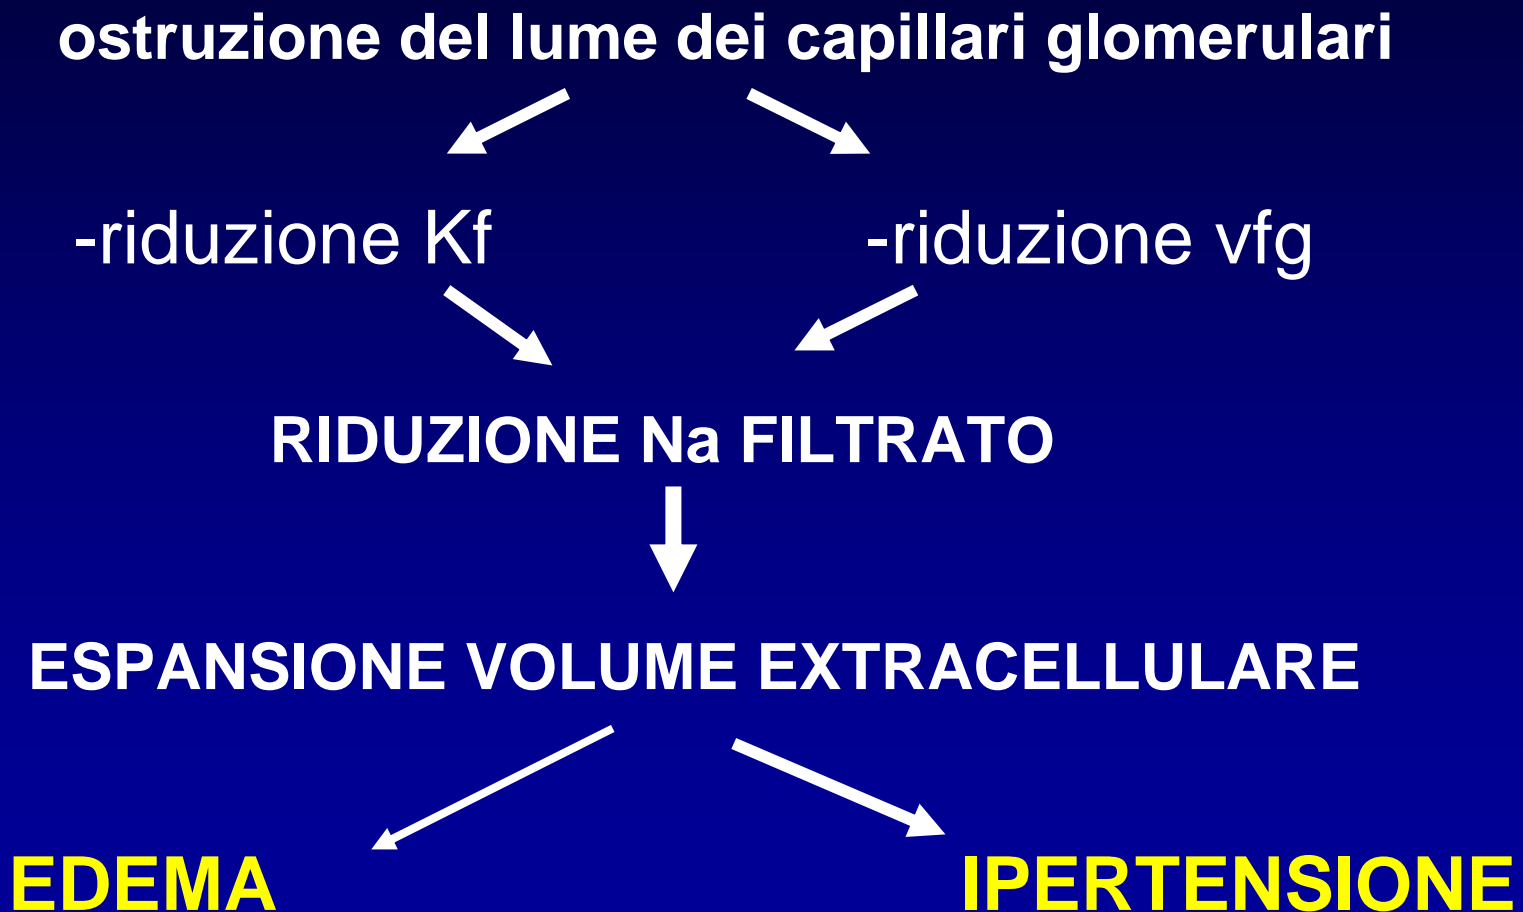 ostruzione del lume dei capillari glomerulari
-riduzione Kf
-riduzione vfg
RIDUZIONE Na FILTRATO
ESPANSIONE VOLUME EXTRACELLULARE
EDEMA
IPERTENSIONE